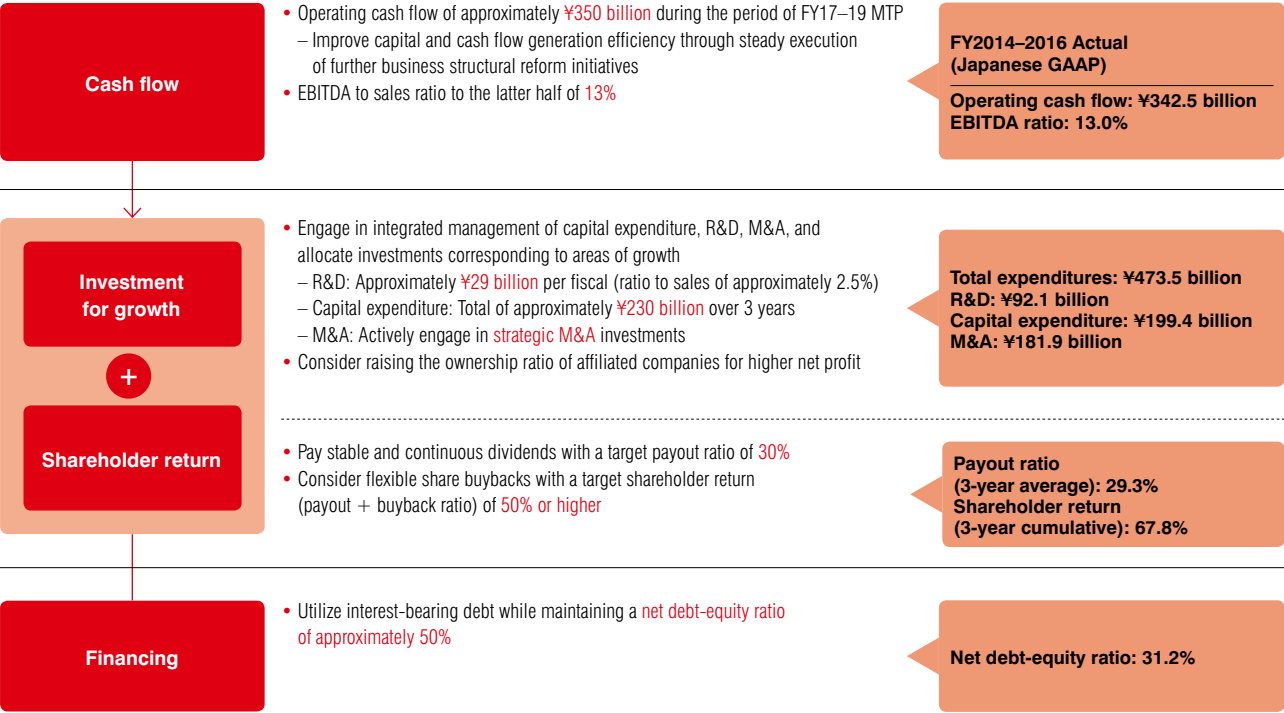 Cash flow
• Operating cash flow of approximately ¥350 billion during the period of FY17–19 MTP
– Improve capital and cash flow generation efficiency through steady execution
of further business structural reform initiatives
• EBITDA to sales ratio to the latter half of 13%
FY2014–2016 Actual
(Japanese GAAP)
Operating cash flow: ¥342.5 billion
EBITDA ratio: 13.0%
Investment
for growth
+
Shareholder return
• Engage in integrated management of capital expenditure, R&D, M&A, and
allocate investments corresponding to areas of growth
– R&D: Approximately ¥29 billion per fiscal (ratio to sales of approximately 2.5%)
– Capital expenditure: Total of approximately ¥230 billion over 3 years
– M&A: Actively engage in strategic M&A investments
• Consider raising the ownership ratio of affiliated companies for higher net profit
Total expenditures: ¥473.5 billion
R&D: ¥92.1 billion
Capital expenditure: ¥199.4 billion
M&A: ¥181.9 billion
• Pay stable and continuous dividends with a target payout ratio of 30%
• Consider flexible share buybacks with a target shareholder return
(payout + buyback ratio) of 50% or higher
Payout ratio
(3-year average): 29.3%
Shareholder return
(3-year cumulative): 67.8%
Financing
• Utilize interest-bearing debt while maintaining a net debt-equity ratio
of approximately 50%
Net debt-equity ratio: 31.2%